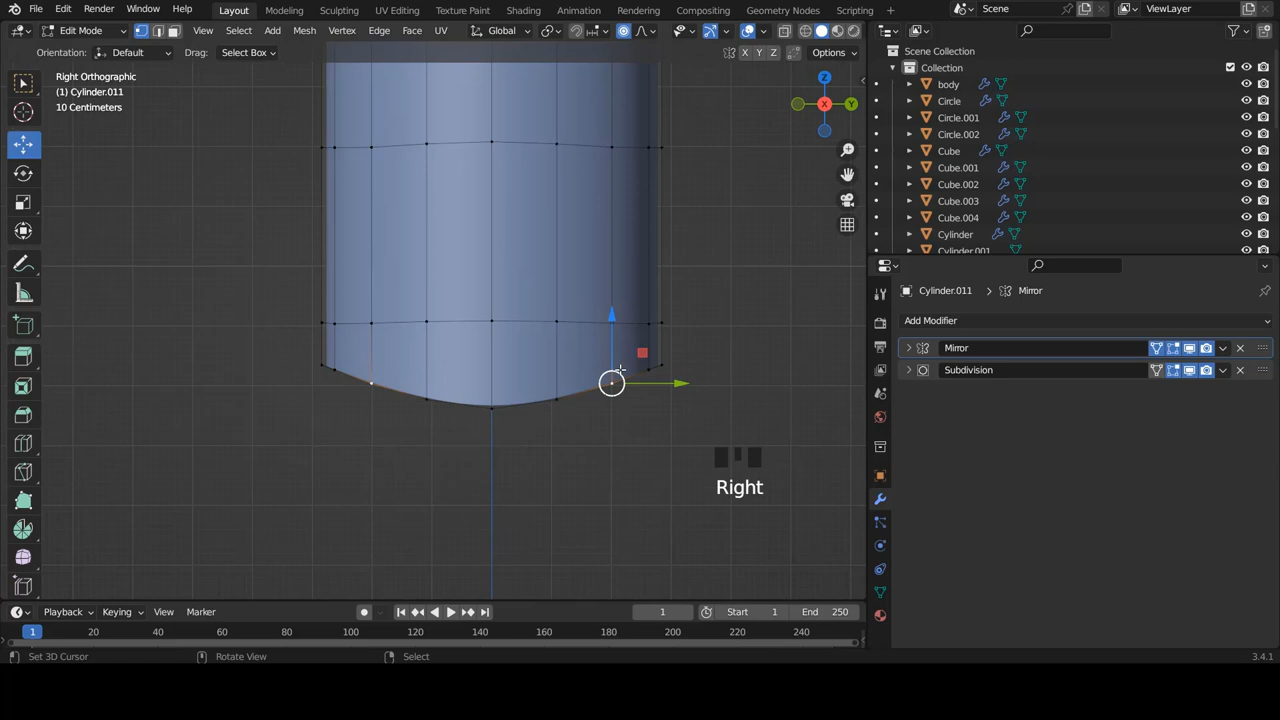 File Edit Render Window Help Layout Modeling Sculpting UV Editing Texture Paint Shading Animation Rendering Compositing Geometry Nodes Scripting Scene ViewLayer
Edit Mode View Select Add Mesh Vertex Edge Face UV Global
Orientation: Default Drag: Select Box X Y Z Options
Right Orthographic
(1) Cylinder.011
10 Centimeters
Z
X
Y
Right
Scene Collection
Collection
body
Circle
Circle.001
Circle.002
Cube
Cube.001
Cube.002
Cube.003
Cube.004
Cylinder
Cylinder.001
Cylinder.011 Mirror
Add Modifier
Mirror
Subdivision
Playback Keying View Marker 1 Start 1 End 250
1 20 40 60 80 100 120 140 160 180 200 220 240
Set 3D Cursor Rotate View Select 3.4.1